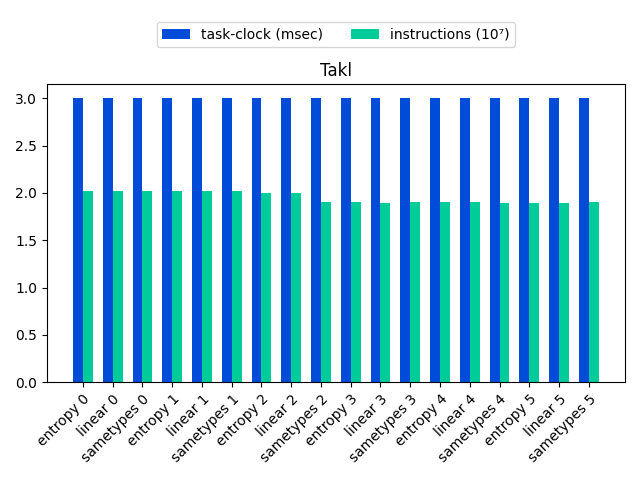 task-clock (msec)
instructions (10⁷)
Takl
3.0
2.5
2.0
1.5
1.0
0.5
0.0
entropy 0
linear 0
sametypes 0
entropy 1
linear 1
sametypes 1
entropy 2
linear 2
sametypes 2
entropy 3
linear 3
sametypes 3
entropy 4
linear 4
sametypes 4
entropy 5
linear 5
sametypes 5